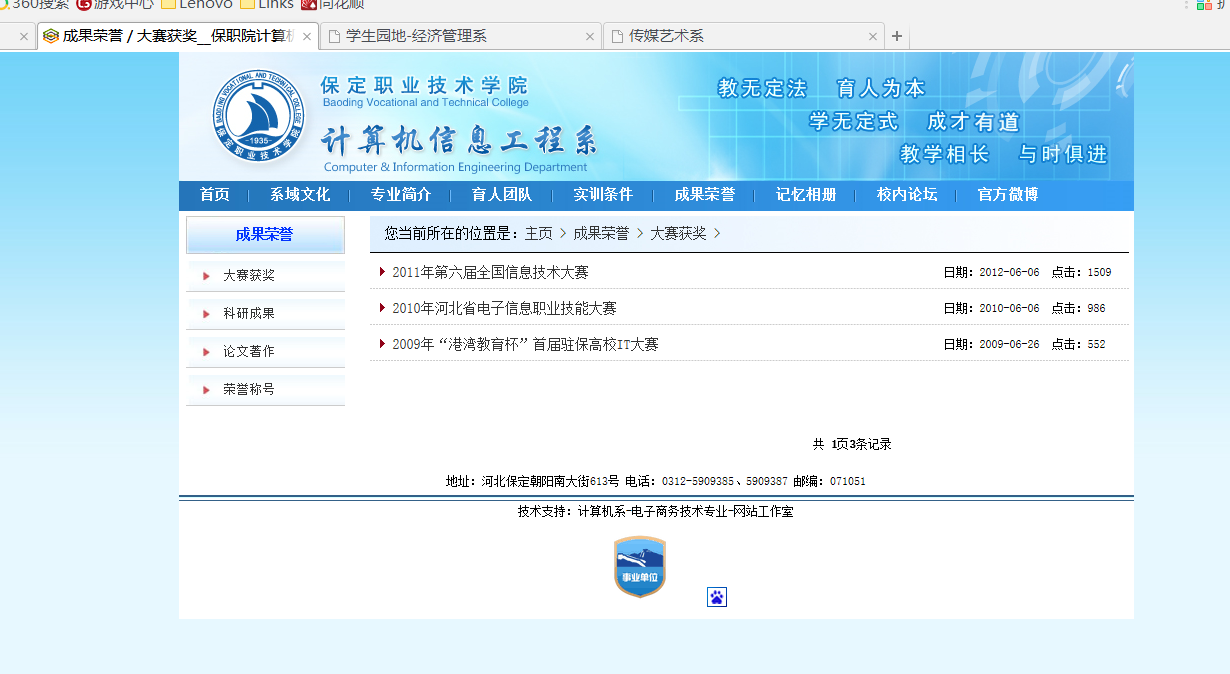 360搜索 游戏中心 Lenovo Links 同花顺
成果荣誉 / 大赛获奖__保职院计算机 学生园地-经济管理系 传媒艺术系
BAODING VOCATIONAL AND TECHNICAL COLLEGE
-1935-
保定职业技术学院
保定职业技术学院
Baoding Vocational and Technical College
计算机信息工程系
Computer & Information Engineering Department
教无定法 育人为本
学无定式 成才有道
教学相长 与时俱进
首页 系域文化 专业简介 育人团队 实训条件 成果荣誉 记忆相册 校内论坛 官方微博
成果荣誉
大赛获奖
科研成果
论文著作
荣誉称号
您当前所在的位置是：主页 > 成果荣誉 > 大赛获奖 >
2011年第六届全国信息技术大赛 日期：2012-06-06 点击：1509
2010年河北省电子信息职业技能大赛 日期：2010-06-06 点击：986
2009年“港湾教育杯”首届驻保高校IT大赛 日期：2009-06-26 点击：552
共 1页3条记录
地址：河北保定朝阳南大街613号 电话：0312-5909385、5909387 邮编：071051
技术支持：计算机系-电子商务技术专业-网站工作室
事业单位